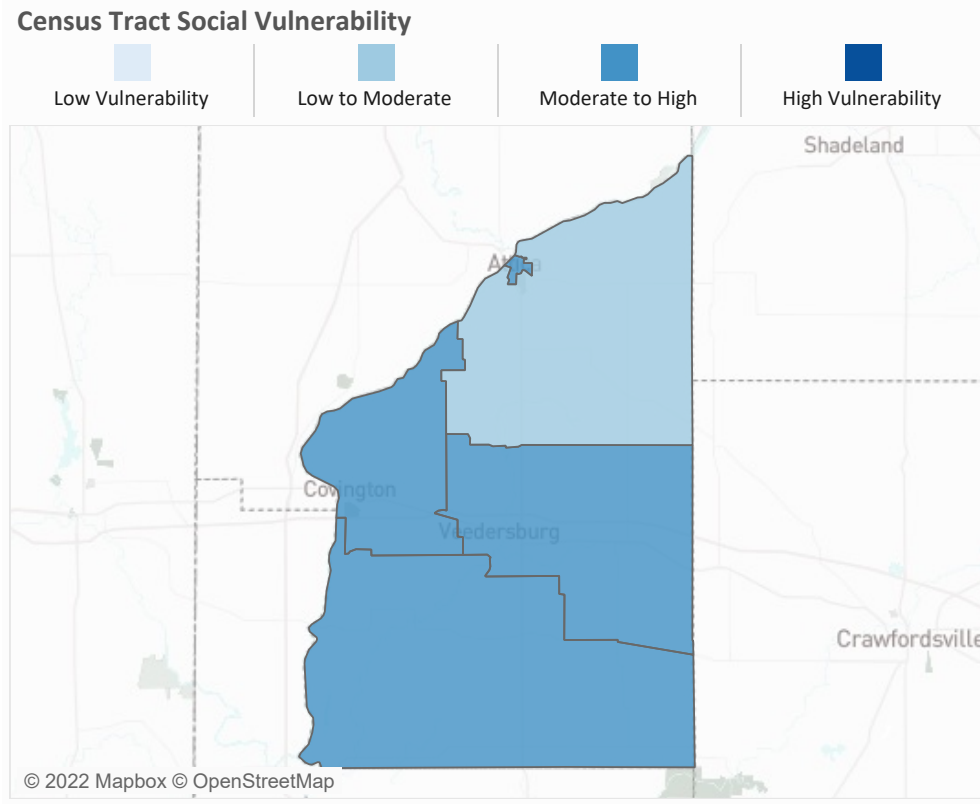 Census Tract Social Vulnerability
Low Vulnerability
Low to Moderate
Moderate to High
High Vulnerability
Shadeland
Covington
Veedersburg
Crawfordsville
© 2022 Mapbox © OpenStreetMap